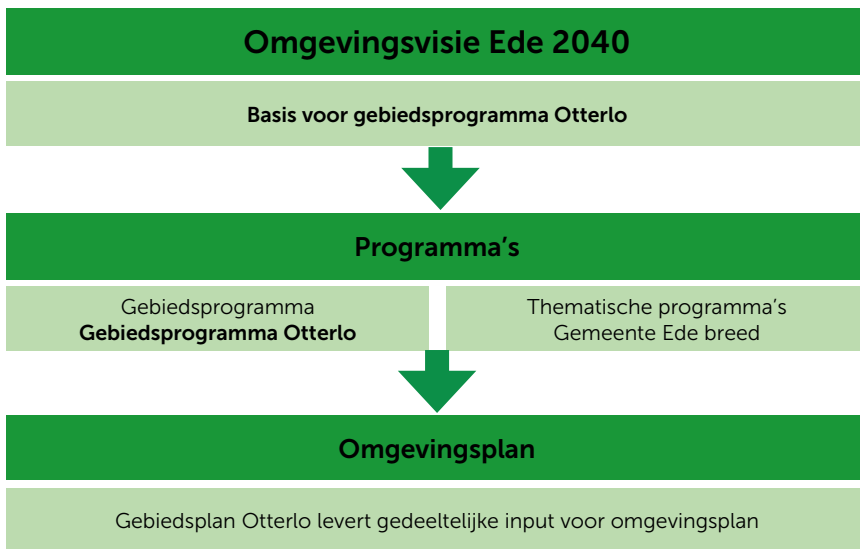 Omgevingsvisie Ede 2040
Basis voor gebiedsprogramma Otterlo
Programma's
Gebiedsprogramma
Gebiedsprogramma Otterlo
Thematische programma's
Gemeente Ede breed
Omgevingsplan
Gebiedsplan Otterlo levert gedeeltelijke input voor omgevingsplan